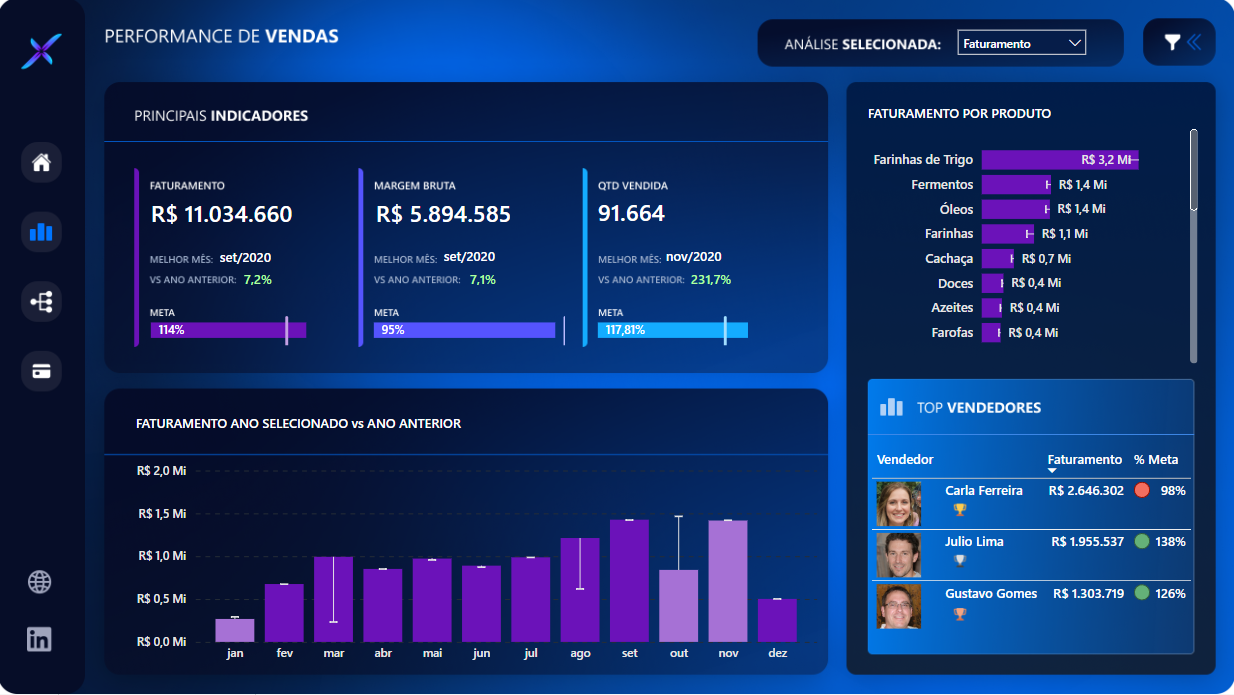 PERFORMANCE DE VENDAS
ANÁLISE SELECIONADA: Faturamento
PRINCIPAIS INDICADORES
FATURAMENTO
R$ 11.034.660
MELHOR MÊS: set/2020
VS ANO ANTERIOR: 7,2%
META
114%
MARGEM BRUTA
R$ 5.894.585
MELHOR MÊS: set/2020
VS ANO ANTERIOR: 7,1%
META
95%
QTD VENDIDA
91.664
MELHOR MÊS: nov/2020
VS ANO ANTERIOR: 231,7%
META
117,81%
FATURAMENTO ANO SELECIONADO vs ANO ANTERIOR
R$ 2,0 Mi
R$ 1,5 Mi
R$ 1,0 Mi
R$ 0,5 Mi
R$ 0,0 Mi
jan fev mar abr mai jun jul ago set out nov dez
FATURAMENTO POR PRODUTO
Farinhas de Trigo R$ 3,2 Mi
Fermentos R$ 1,4 Mi
Óleos R$ 1,4 Mi
Farinhas R$ 1,1 Mi
Cachaça R$ 0,7 Mi
Doces R$ 0,4 Mi
Azeites R$ 0,4 Mi
Farofas R$ 0,4 Mi
TOP VENDEDORES
Vendedor Faturamento % Meta
Carla Ferreira R$ 2.646.302 98%
Julio Lima R$ 1.955.537 138%
Gustavo Gomes R$ 1.303.719 126%
in